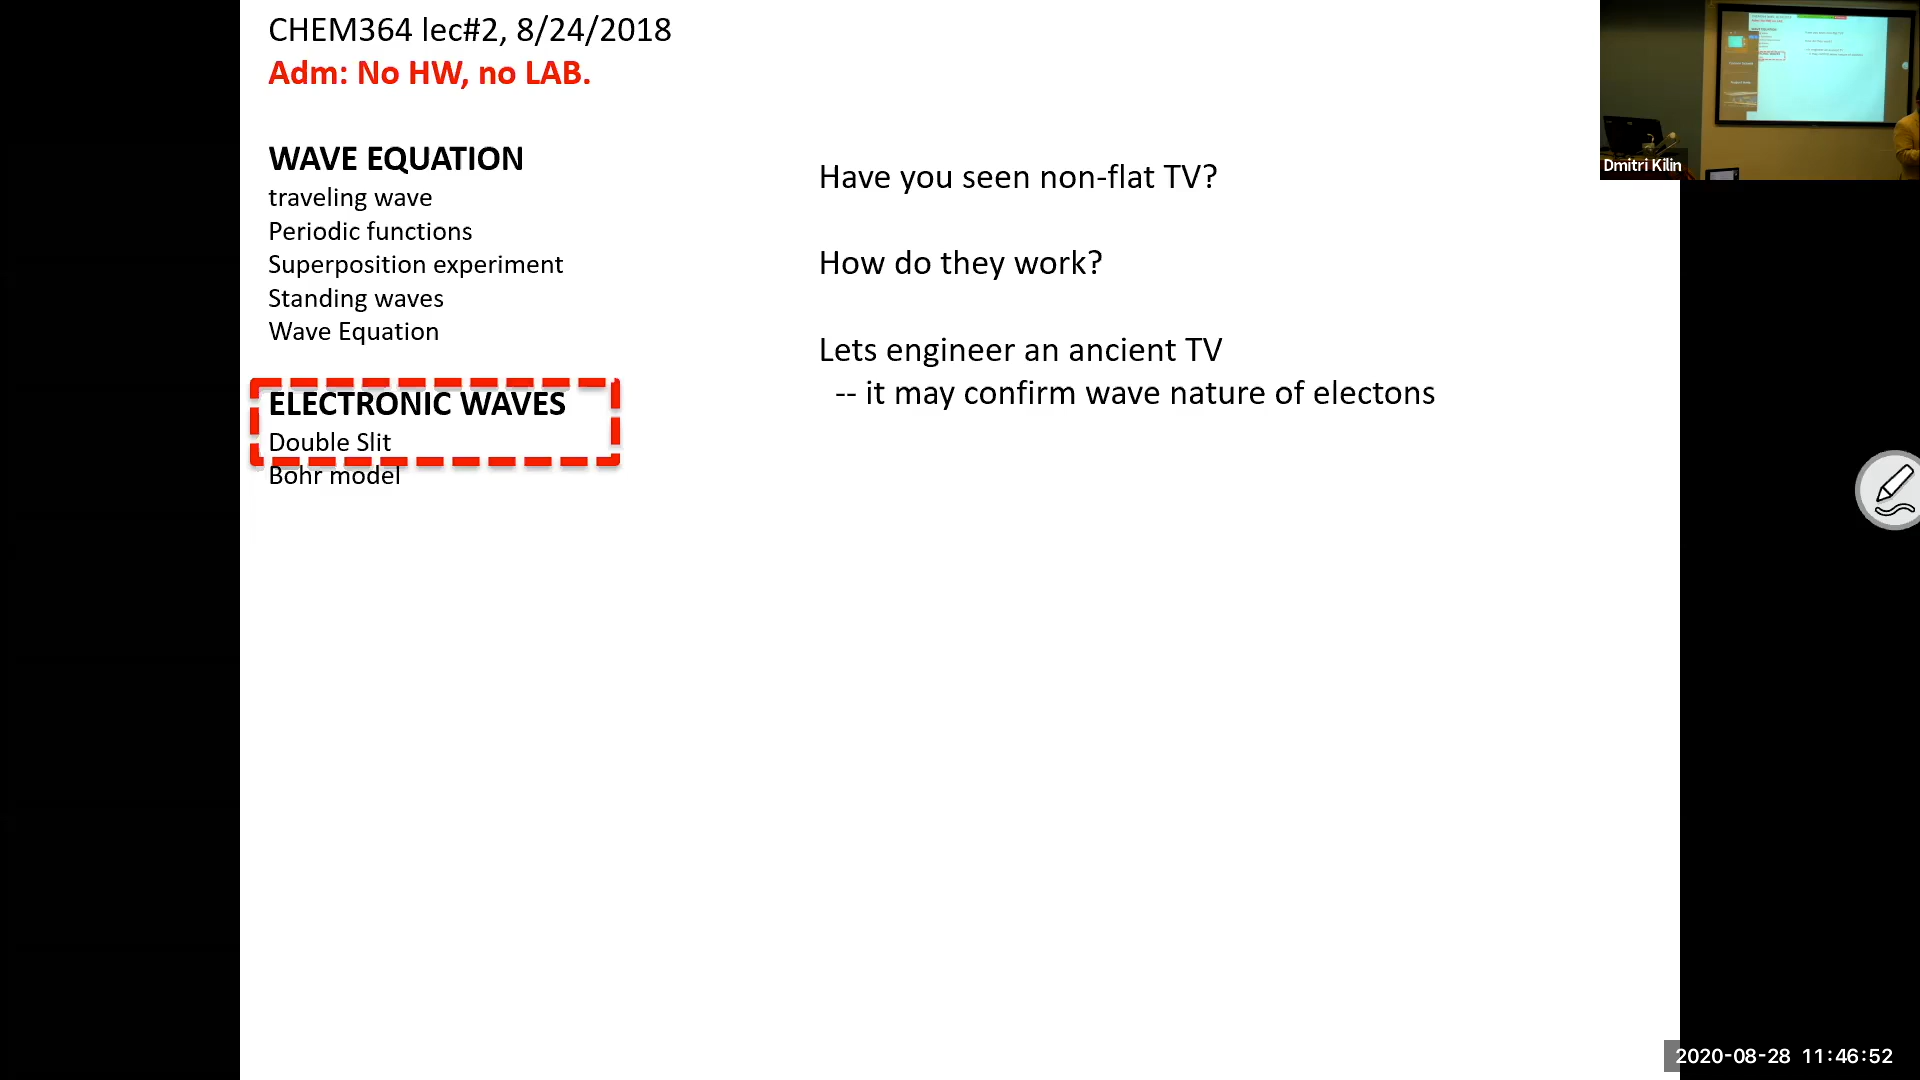 CHEM364 lec#2, 8/24/2018
Adm: No HW, no LAB.
WAVE EQUATION
traveling wave
Periodic functions
Superposition experiment
Standing waves
Wave Equation
ELECTRONIC WAVES
Double Slit
Bohr model
Have you seen non-flat TV?
How do they work?
Lets engineer an ancient TV
-- it may confirm wave nature of electons
Dmitri Kilin
2020-08-28 11:46:52